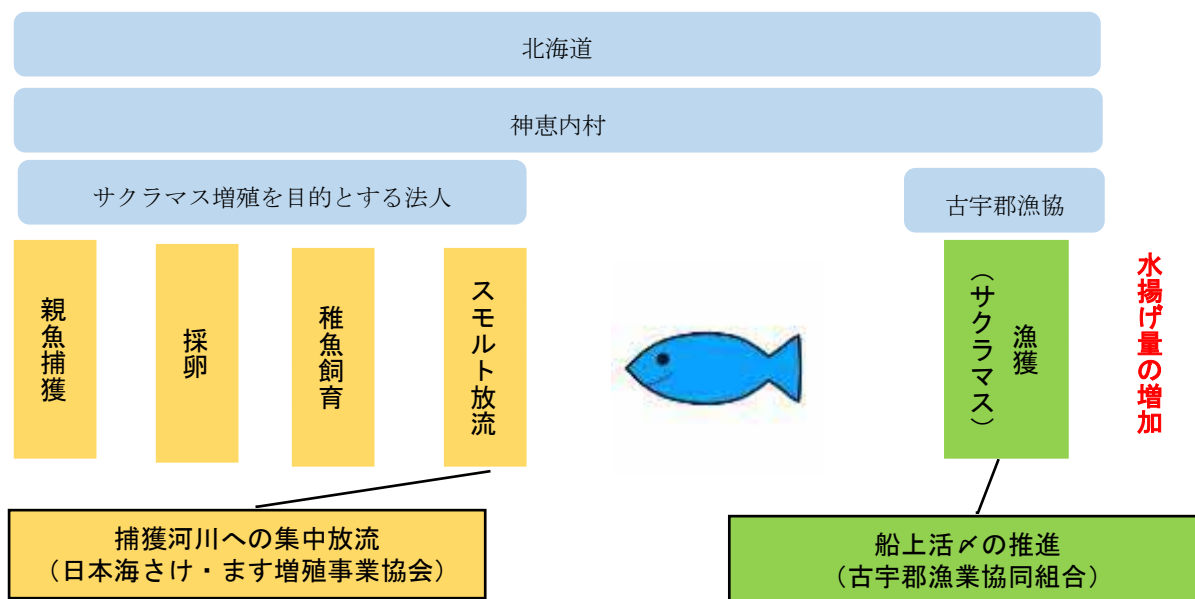 北海道
神恵内村
サクラマス増殖を目的とする法人
古宇郡漁協
親魚捕獲
採卵
稚魚飼育
スモルト放流
漁獲
（サクラマス）
水揚げ量の増加
捕獲河川への集中放流
（日本海さけ・ます増殖事業協会）
船上活〆の推進
（古宇郡漁業協同組合）